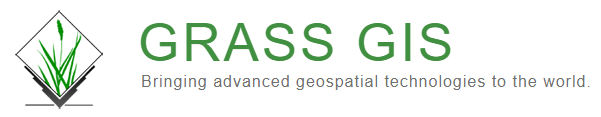 GRASS GIS
Bringing advanced geospatial technologies to the world.